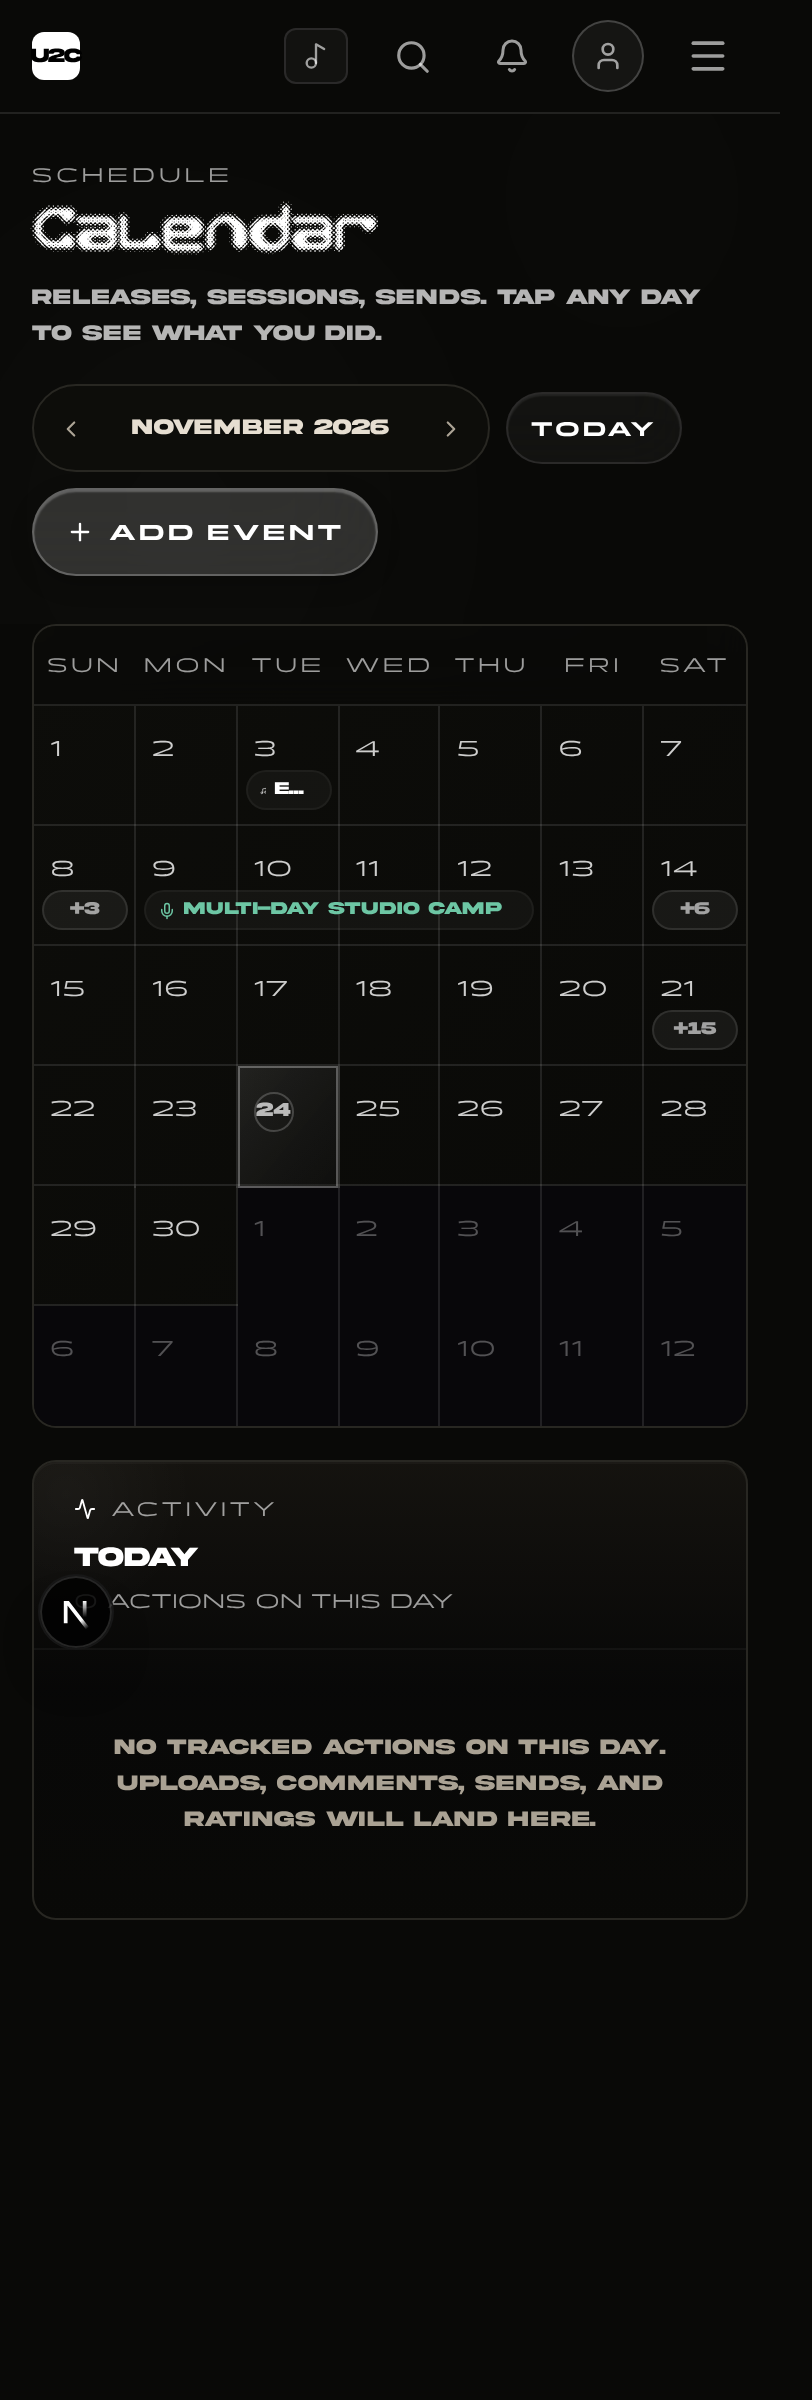 U2C
SCHEDULE
Calendar
RELEASES, SESSIONS, SENDS. TAP ANY DAY
TO SEE WHAT YOU DID.
NOVEMBER 2026
TODAY
+ ADD EVENT
SUN MON TUE WED THU FRI SAT
1 2 3 4 5 6 7
E...
8 9 10 11 12 13 14
+3 MULTI-DAY STUDIO CAMP +6
15 16 17 18 19 20 21
+15
22 23 24 25 26 27 28
29 30 1 2 3 4 5
6 7 8 9 10 11 12
ACTIVITY
TODAY
ACTIONS ON THIS DAY
N
NO TRACKED ACTIONS ON THIS DAY.
UPLOADS, COMMENTS, SENDS, AND
RATINGS WILL LAND HERE.